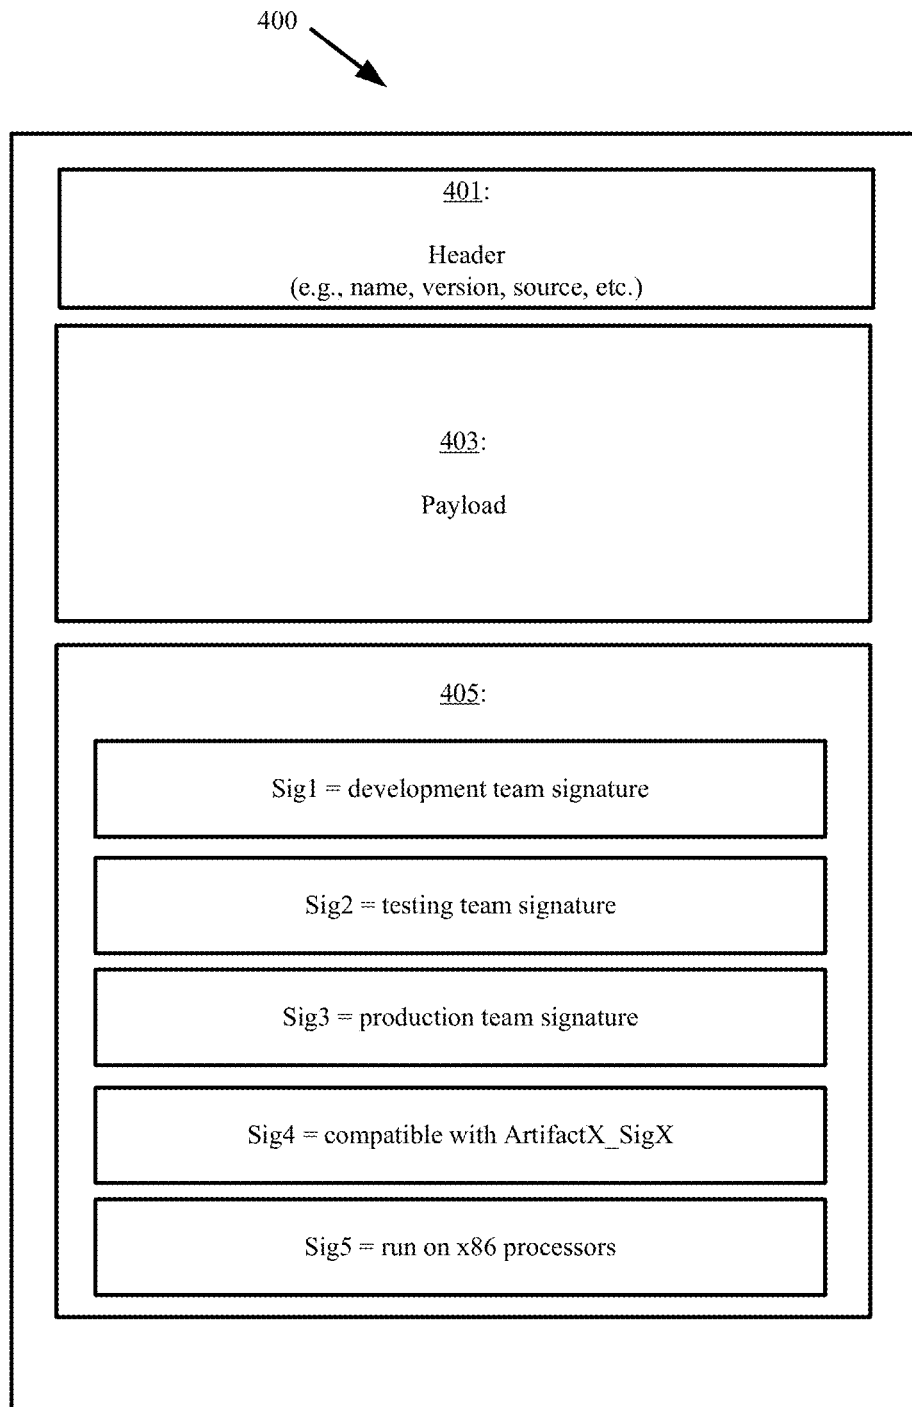 400
401:
Header
(e.g., name, version, source, etc.)
403:
Payload
405:
Sig1 = development team signature
Sig2 = testing team signature
Sig3 = production team signature
Sig4 = compatible with ArtifactX_SigX
Sig5 = run on x86 processors